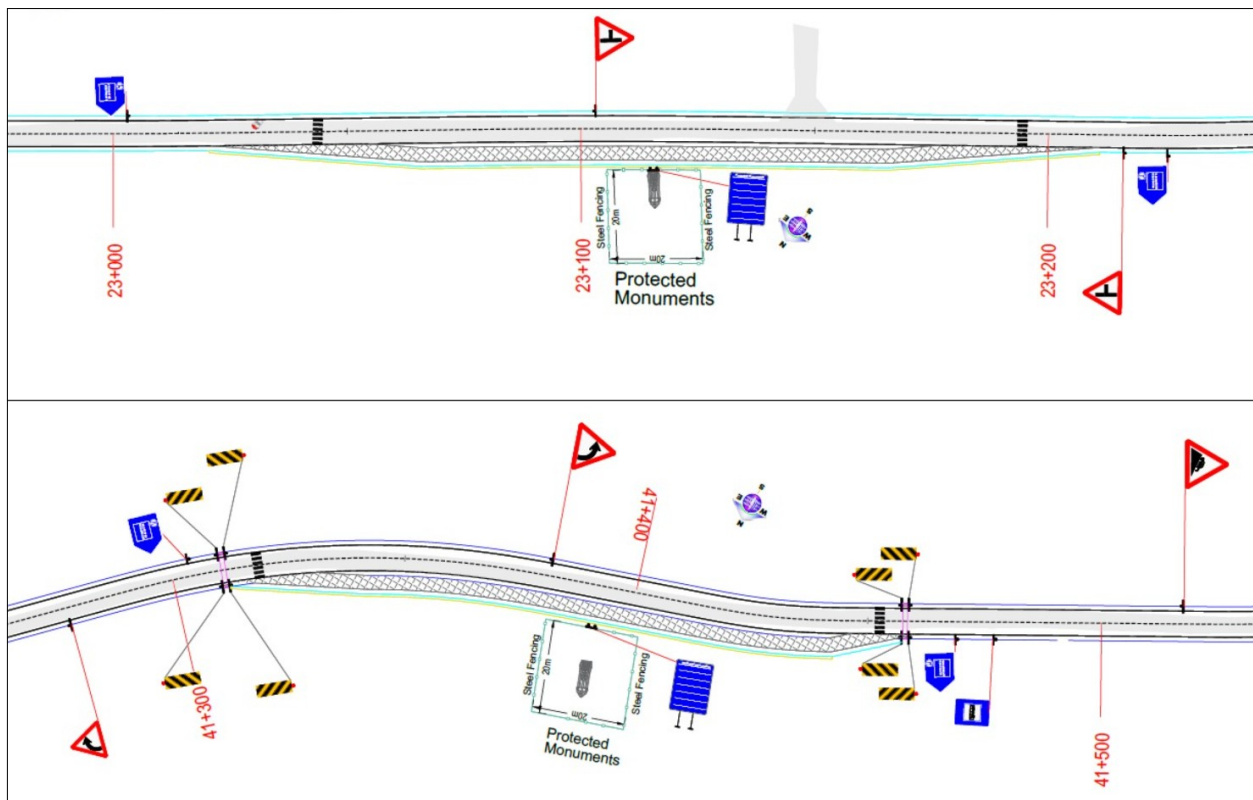 23+000
Steel Fencing
20m
20m
Steel Fencing
23+100
Protected
Monuments
S
E
W
N
23+200
41+300
Steel Fencing
20m
20m
Steel Fencing
Protected
Monuments
41+400
S
E
W
N
41+500